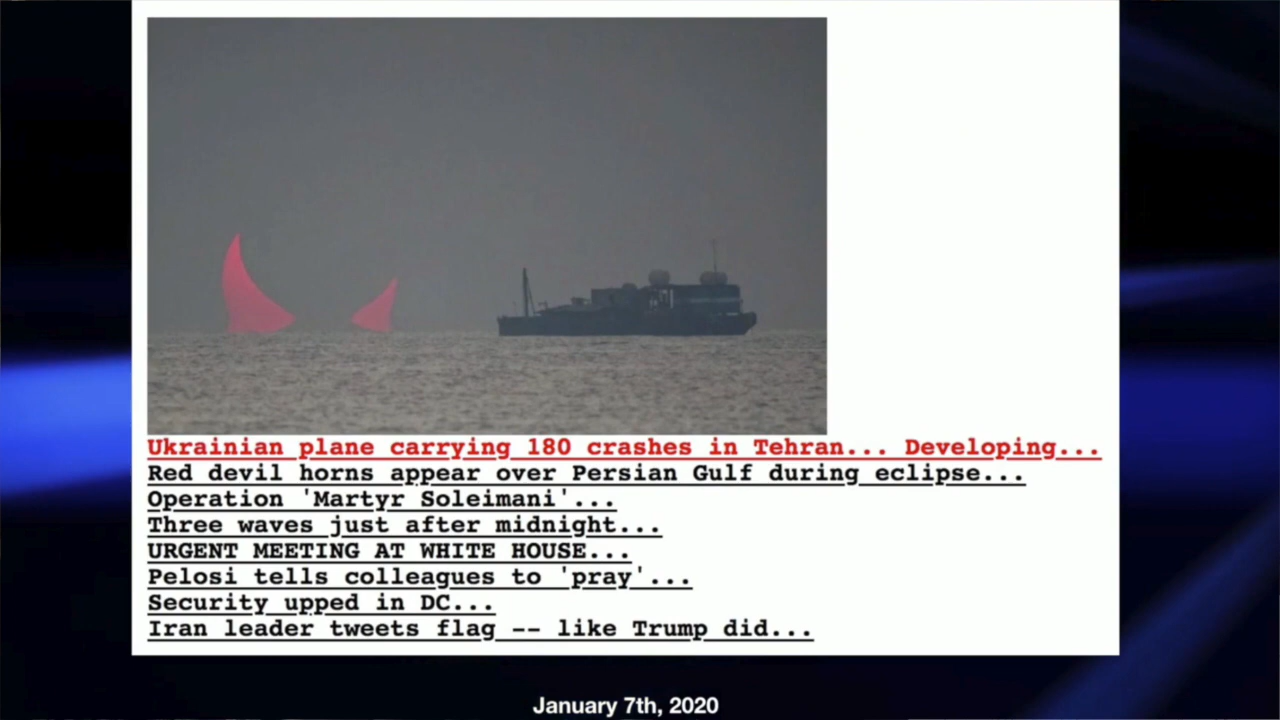 Ukrainian plane carrying 180 crashes in Tehran... Developing...
Red devil horns appear over Persian Gulf during eclipse...
Operation 'Martyr Soleimani'...
Three waves just after midnight...
URGENT MEETING AT WHITE HOUSE...
Pelosi tells colleagues to 'pray'...
Security upped in DC...
Iran leader tweets flag -- like Trump did...
January 7th, 2020